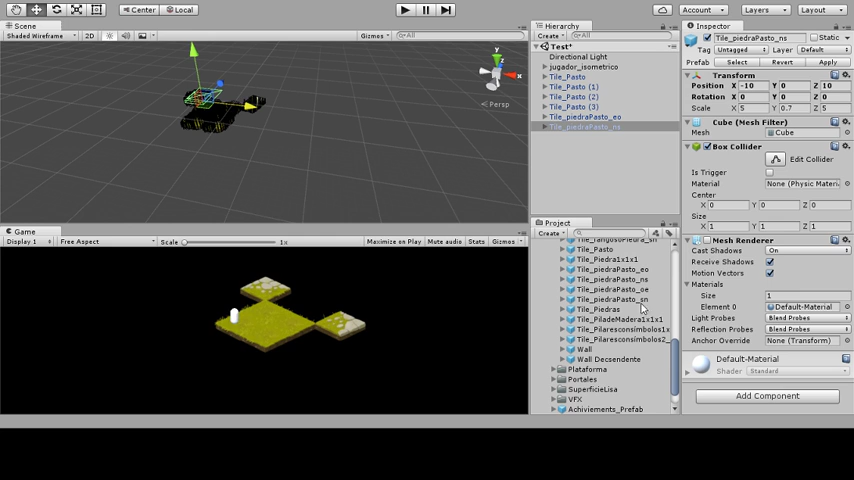 Center Local Account Layers Layout
Scene
Shaded Wireframe 2D Gizmos All
y
x
Persp
Game
Display 1 Free Aspect Scale 1x Maximize on Play Mute audio Stats Gizmos
Hierarchy
Create All
Test*
Directional Light
jugador_isometrico
Tile_Pasto
Tile_Pasto (1)
Tile_Pasto (2)
Tile_Pasto (3)
Tile_piedraPasto_eo
Tile_piedraPasto_ns
Project
Create
Tile_Pasto
Tile_Piedra1x1x1
Tile_piedraPasto_eo
Tile_piedraPasto_ns
Tile_piedraPasto_oe
Tile_piedraPasto_sn
Tile_Piedras
Tile_PiladeMadera1x1x1
Tile_Pilaresconsimbolos1x
Tile_Pilaresconsimbolos2_
Wall
Wall Decsendente
Plataforma
Portales
SuperficieLisa
VFX
Achiviements_Prefab
Inspector
Tile_piedraPasto_ns Static
Tag Untagged Layer Default
Prefab Select Revert Apply
Transform
Position X -10 Y 0 Z 10
Rotation X 0 Y 0 Z 0
Scale X 5 Y 0.7 Z 5
Cube (Mesh Filter)
Mesh Cube
Box Collider
Edit Collider
Is Trigger
Material None (Physic Materi
Center
X 0 Y 0 Z 0
Size
X 1 Y 1 Z 1
Mesh Renderer
Cast Shadows On
Receive Shadows
Motion Vectors
Materials
Size 1
Element 0 Default-Material
Light Probes Blend Probes
Reflection Probes Blend Probes
Anchor Override None (Transform)
Default-Material
Shader Standard
Add Component